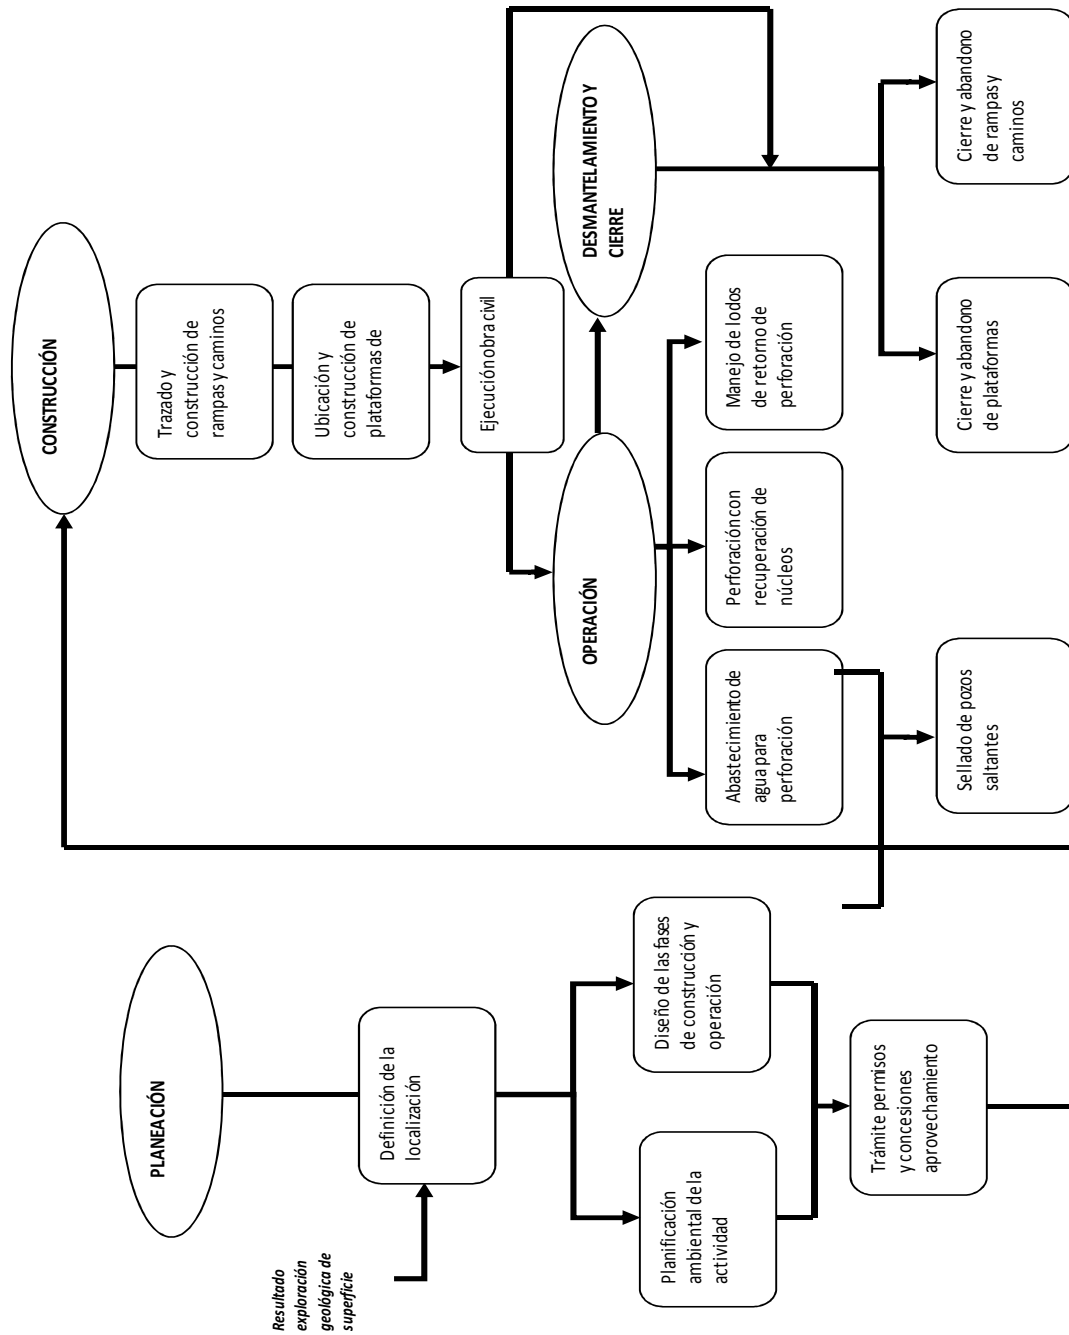 PLANEACIÓN
Resultado
exploración
geológica de
superficie
Definición de la
localización
Planificación
ambiental de la
actividad
Diseño de las fases
de construcción y
operación
Trámite permisos
y concesiones
aprovechamiento
CONSTRUCCIÓN
Trazado y
construcción de
rampas y caminos
Ubicación y
construcción de
plataformas de
Ejecución obra civil
OPERACIÓN
Abastecimiento de
agua para
perforación
Perforación con
recuperación de
núcleos
Manejo de lodos
de retorno de
perforación
DESMANTELAMIENTO Y
CIERRE
Sellado de pozos
saltantes
Cierre y abandono
de plataformas
Cierre y abandono
de rampas y
caminos